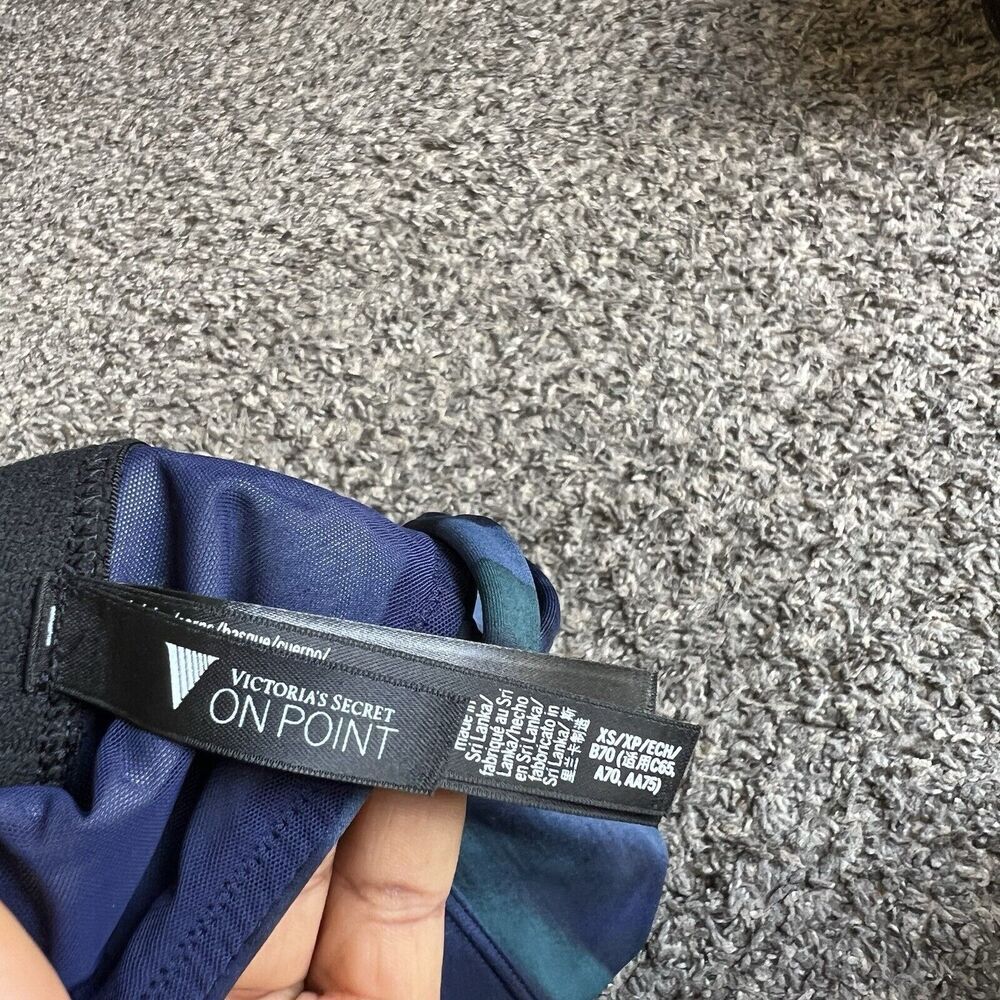 /corps/basque/cuerpo/
VICTORIA'S SECRET
ON POINT
made in
Sri Lanka/
fabriqué au Sri
Lanka/hecho
en Sri Lanka/
fabbricato in
Sri Lanka/ 斯
里兰卡制造
XS/XP/ECH/
B70 (适用C65,
A70, AA75)